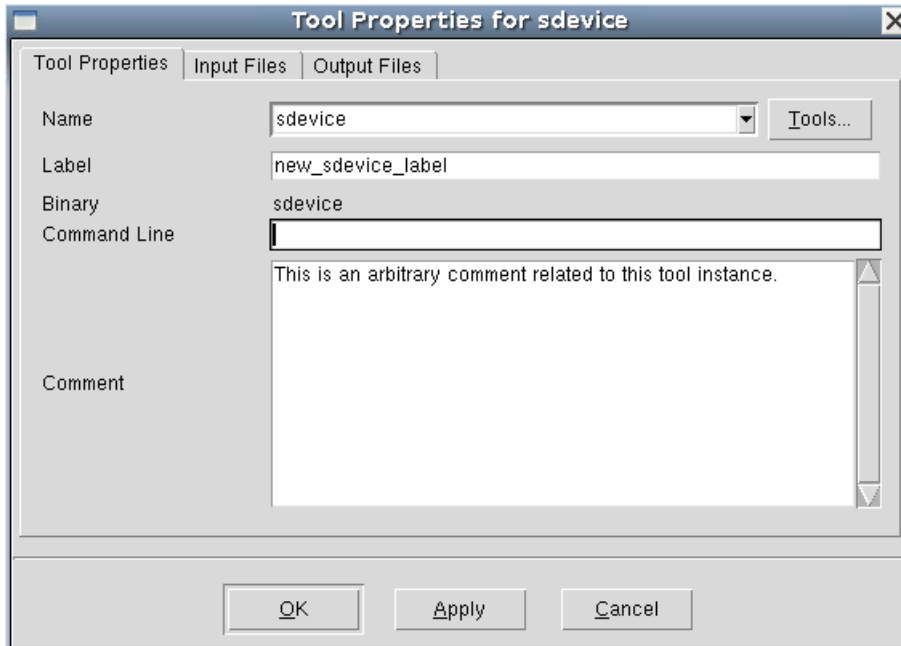 Tool Properties for sdevice
Tool Properties Input Files Output Files
Name sdevice Tools...
Label new_sdevice_label
Binary sdevice
Command Line
This is an arbitrary comment related to this tool instance.
Comment
OK Apply Cancel